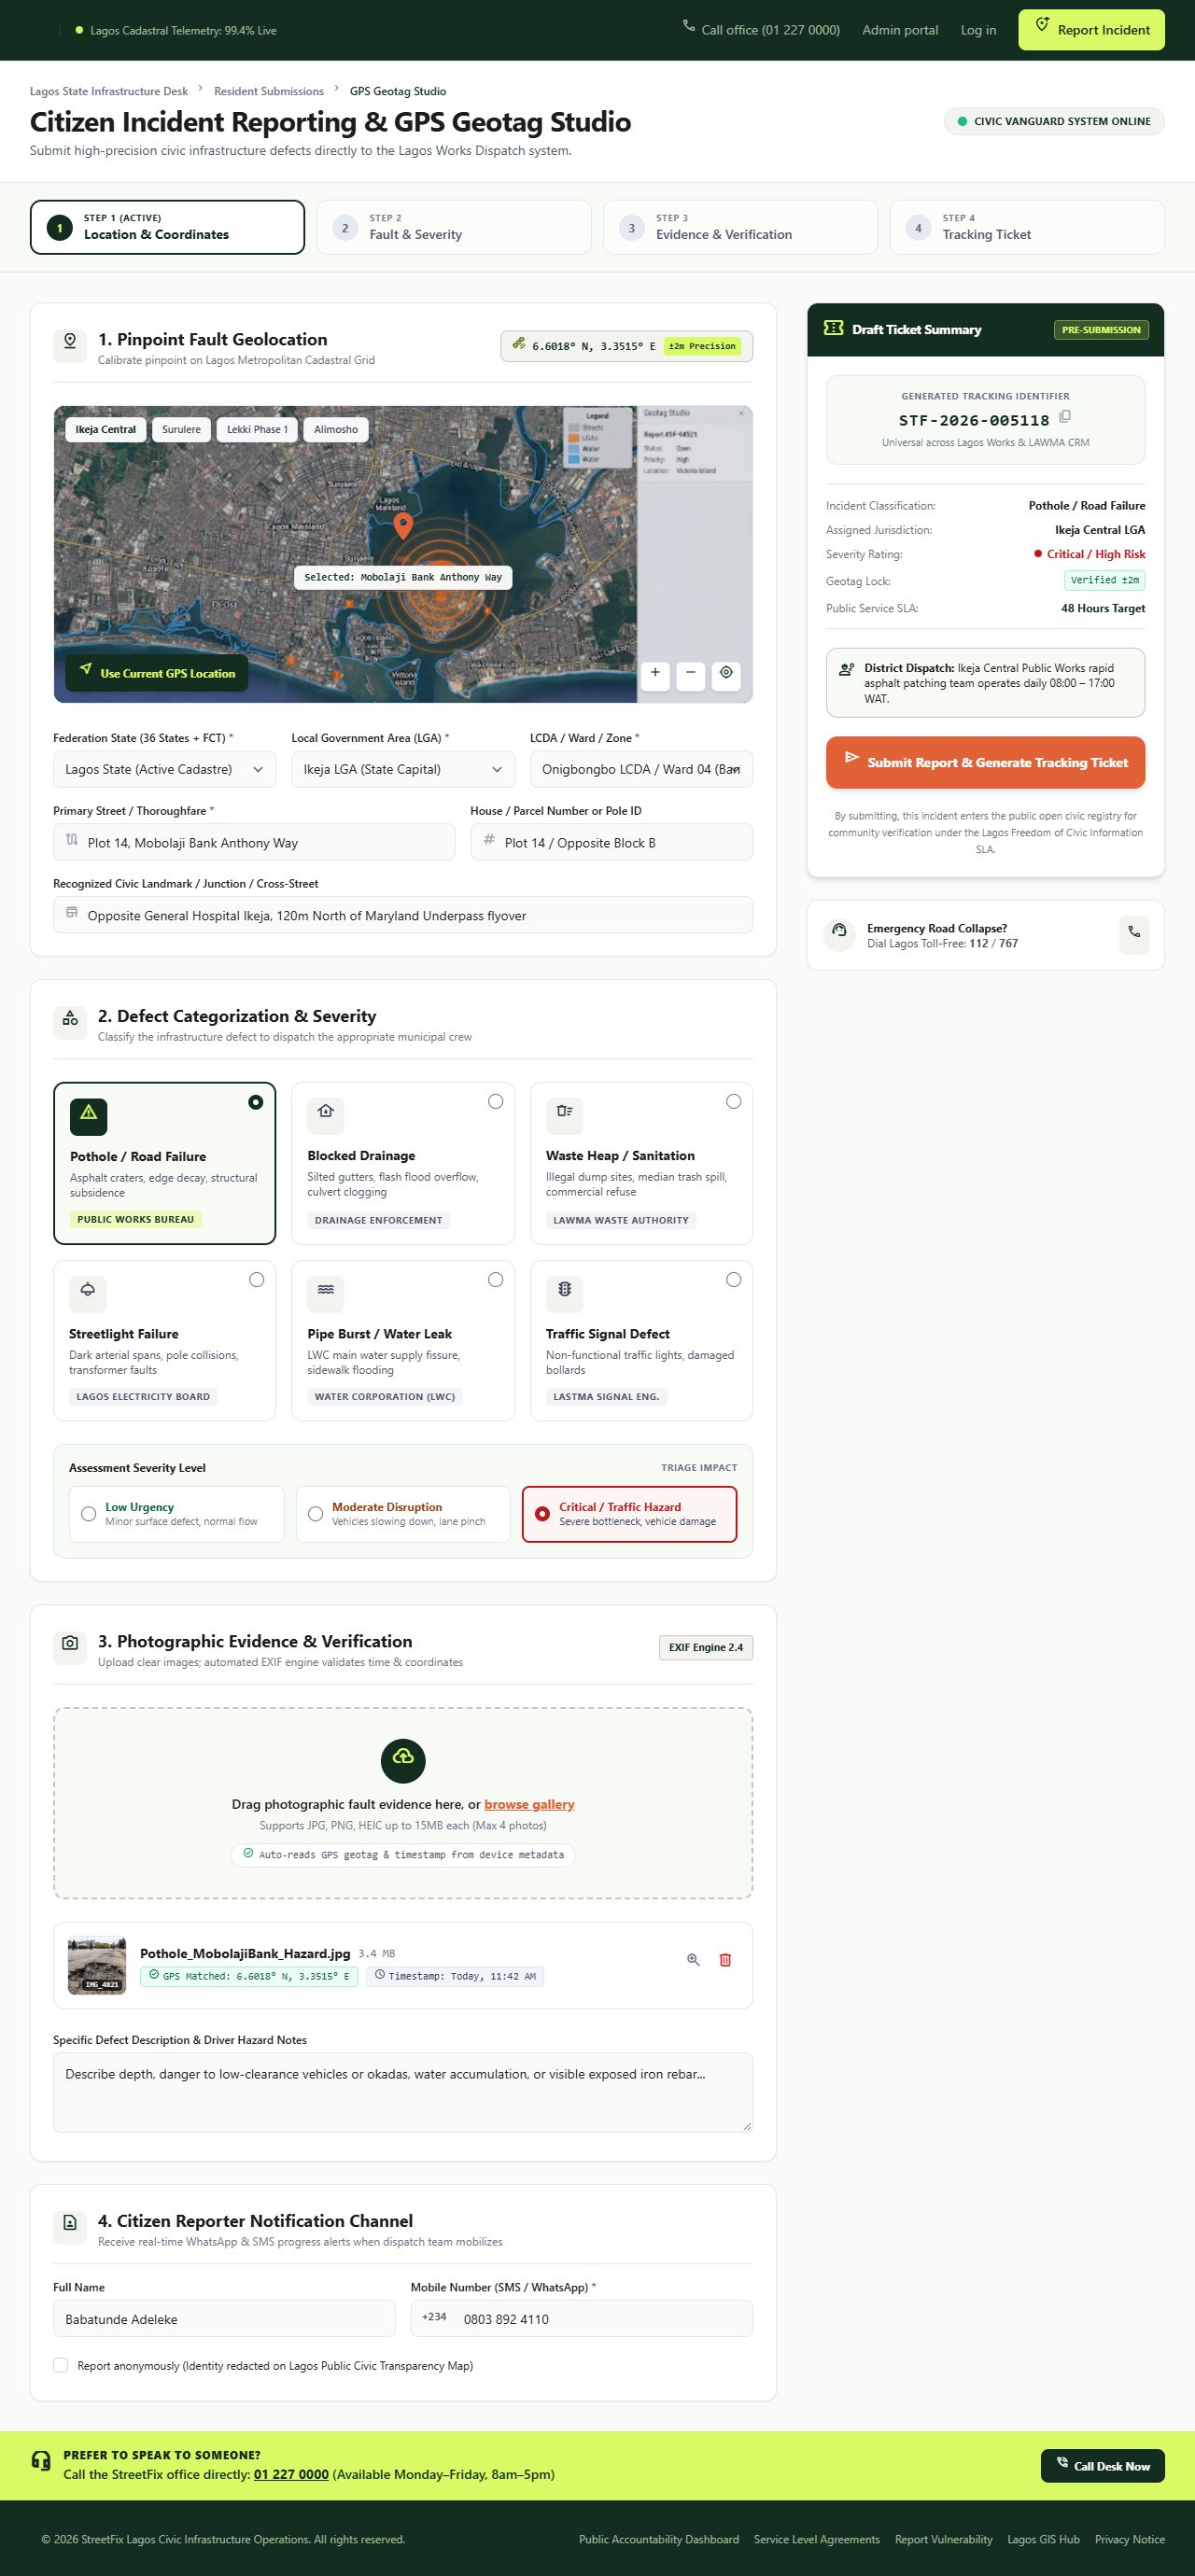 Lagos Cadastral Telemetry: 99.4% Live
Call office (01 227 0000)
Admin portal
Log in
Report Incident
Lagos State Infrastructure Desk > Resident Submissions > GPS Geotag Studio
Citizen Incident Reporting & GPS Geotag Studio
CIVIC VANGUARD SYSTEM ONLINE
Submit high-precision civic infrastructure defects directly to the Lagos Works Dispatch system.
1
STEP 1 (ACTIVE)
Location & Coordinates
2
STEP 2
Fault & Severity
3
STEP 3
Evidence & Verification
4
STEP 4
Tracking Ticket
1. Pinpoint Fault Geolocation
Calibrate pinpoint on Lagos Metropolitan Cadastral Grid
6.6018° N, 3.3515° E
±2m Precision
Ikeja Central
Surulere
Lekki Phase 1
Alimosho
Legend
Streets
LGAs
Water
Water
Geotag Studio
Report #SF-94521
Status: Open
Priority: High
Location: Victoria Island
Lagos
Mainland
Selected: Mobolaji Bank Anthony Way
Victoria
Island
Use Current GPS Location
+
−
Federation State (36 States + FCT) *
Lagos State (Active Cadastre)
Local Government Area (LGA) *
Ikeja LGA (State Capital)
LCDA / Ward / Zone *
Onigbongbo LCDA / Ward 04 (Ban
Primary Street / Thoroughfare *
Plot 14, Mobolaji Bank Anthony Way
House / Parcel Number or Pole ID
# Plot 14 / Opposite Block B
Recognized Civic Landmark / Junction / Cross-Street
Opposite General Hospital Ikeja, 120m North of Maryland Underpass flyover
Draft Ticket Summary
PRE-SUBMISSION
GENERATED TRACKING IDENTIFIER
STF-2026-005118
Universal across Lagos Works & LAWMA CRM
Incident Classification: Pothole / Road Failure
Assigned Jurisdiction: Ikeja Central LGA
Severity Rating: Critical / High Risk
Geotag Lock: Verified ±2m
Public Service SLA: 48 Hours Target
District Dispatch: Ikeja Central Public Works rapid
asphalt patching team operates daily 08:00 – 17:00
WAT.
Submit Report & Generate Tracking Ticket
By submitting, this incident enters the public open civic registry for
community verification under the Lagos Freedom of Civic Information
SLA.
Emergency Road Collapse?
Dial Lagos Toll-Free: 112 / 767
2. Defect Categorization & Severity
Classify the infrastructure defect to dispatch the appropriate municipal crew
Pothole / Road Failure
Asphalt craters, edge decay, structural
subsidence
PUBLIC WORKS BUREAU
Blocked Drainage
Silted gutters, flash flood overflow,
culvert clogging
DRAINAGE ENFORCEMENT
Waste Heap / Sanitation
Illegal dump sites, median trash spill,
commercial refuse
LAWMA WASTE AUTHORITY
Streetlight Failure
Dark arterial spans, pole collisions,
transformer faults
LAGOS ELECTRICITY BOARD
Pipe Burst / Water Leak
LWC main water supply fissure,
sidewalk flooding
WATER CORPORATION (LWC)
Traffic Signal Defect
Non-functional traffic lights, damaged
bollards
LASTMA SIGNAL ENG.
Assessment Severity Level
TRIAGE IMPACT
Low Urgency
Minor surface defect, normal flow
Moderate Disruption
Vehicles slowing down, lane pinch
Critical / Traffic Hazard
Severe bottleneck, vehicle damage
3. Photographic Evidence & Verification
Upload clear images; automated EXIF engine validates time & coordinates
EXIF Engine 2.4
Drag photographic fault evidence here, or browse gallery
Supports JPG, PNG, HEIC up to 15MB each (Max 4 photos)
Auto-reads GPS geotag & timestamp from device metadata
IMG_4821
Pothole_MobolajiBank_Hazard.jpg 3.4 MB
GPS Matched: 6.6018° N, 3.3515° E
Timestamp: Today, 11:42 AM
Specific Defect Description & Driver Hazard Notes
Describe depth, danger to low-clearance vehicles or okadas, water accumulation, or visible exposed iron rebar...
4. Citizen Reporter Notification Channel
Receive real-time WhatsApp & SMS progress alerts when dispatch team mobilizes
Full Name
Babatunde Adeleke
Mobile Number (SMS / WhatsApp) *
+234 0803 892 4110
Report anonymously (Identity redacted on Lagos Public Civic Transparency Map)
PREFER TO SPEAK TO SOMEONE?
Call the StreetFix office directly: 01 227 0000 (Available Monday–Friday, 8am–5pm)
Call Desk Now
© 2026 StreetFix Lagos Civic Infrastructure Operations. All rights reserved.
Public Accountability Dashboard
Service Level Agreements
Report Vulnerability
Lagos GIS Hub
Privacy Notice